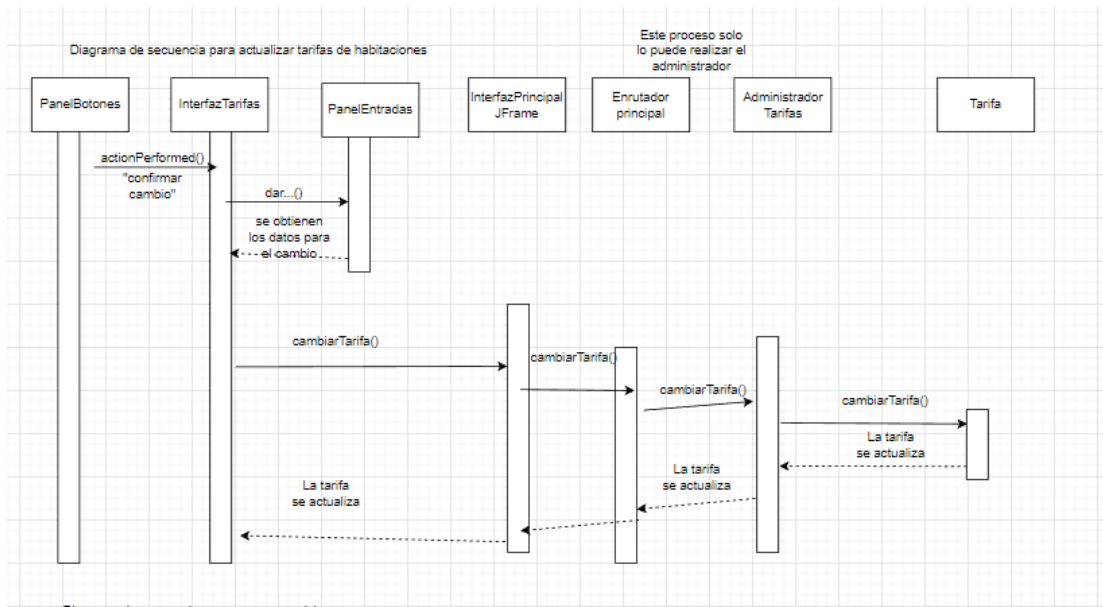 Diagrama de secuencia para actualizar tarifas de habitaciones
Este proceso solo
lo puede realizar el
administrador
PanelBotones
InterfazTarifas
PanelEntradas
InterfazPrincipal
JFrame
Enrutador
principal
Administrador
Tarifas
Tarifa
actionPerformed()
"confirmar
cambio"
dar...()
se obtienen
los datos para
el cambio
cambiarTarifa()
cambiarTarifa()
cambiarTarifa()
cambiarTarifa()
La tarifa
se actualiza
La tarifa
se actualiza
La tarifa
se actualiza